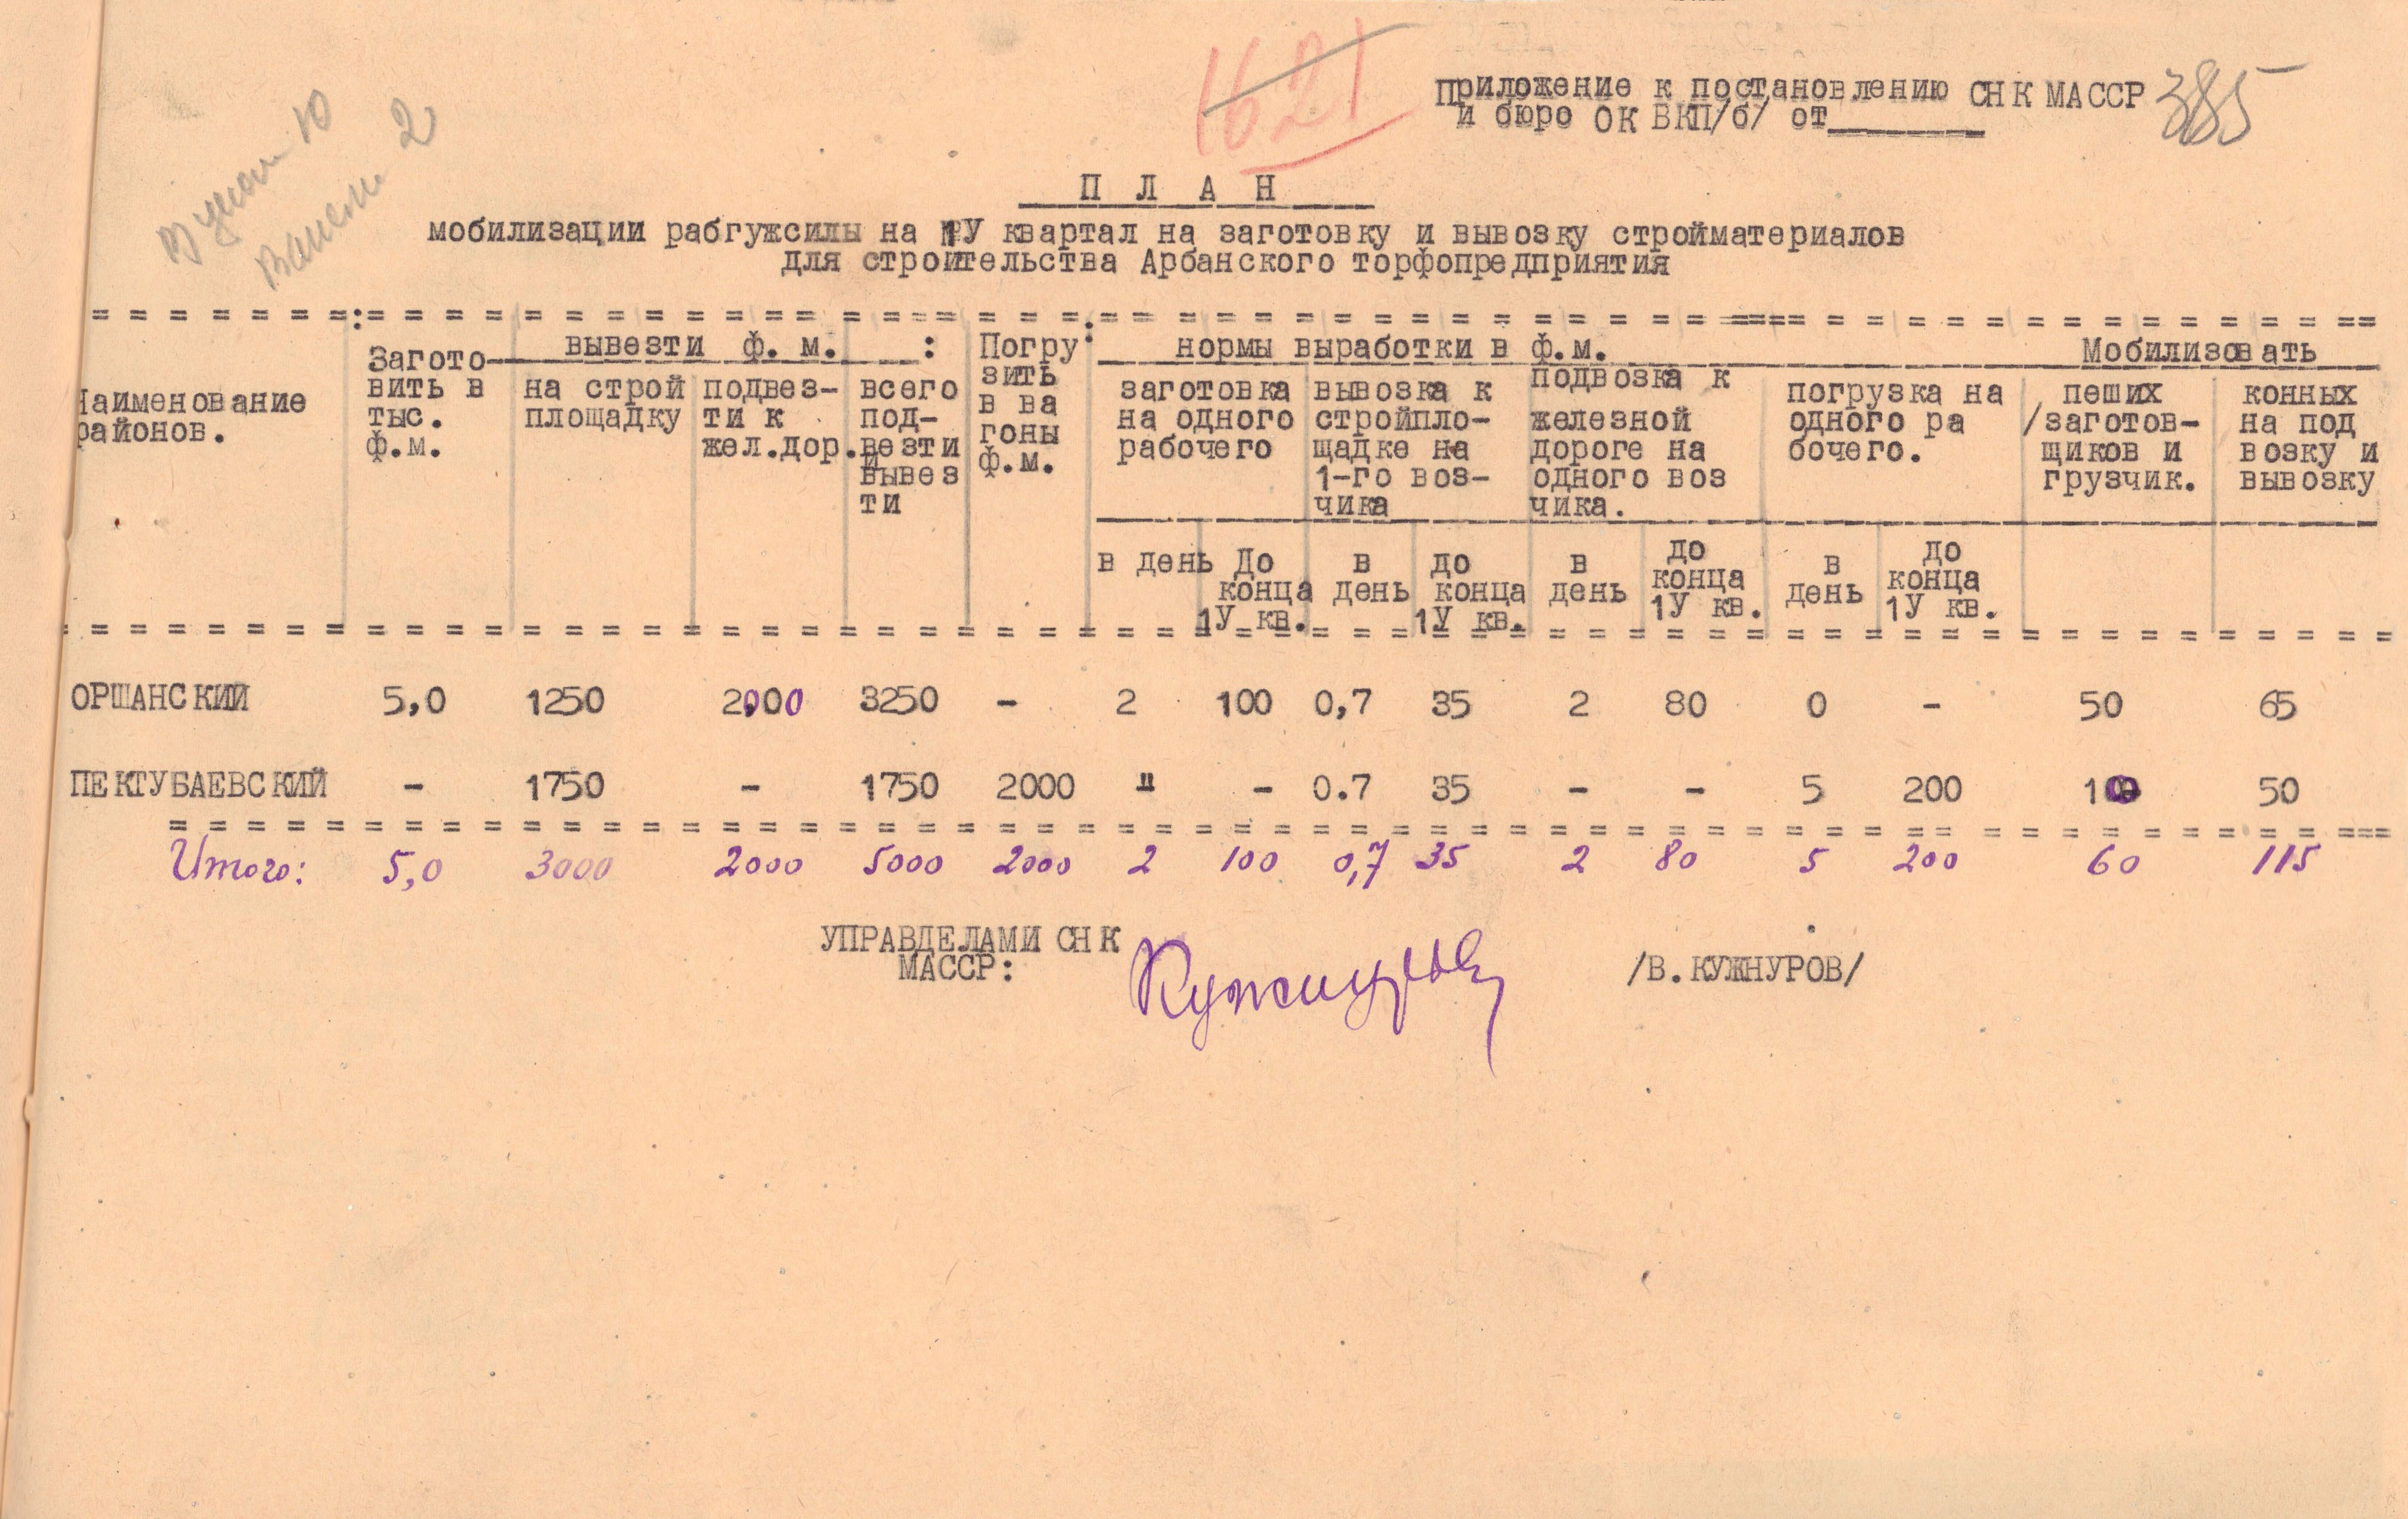 1621
Приложение к постановлению СНК МАССР 385
и бюро ОК ВКП/б/ от________
П Л А Н
мобилизации рабгужсилы на 1У квартал на заготовку и вывозку стройматериалов
для строительства Арбанского торфопредприятия
Наименование районов.
Загото-
вить в
тыс.
ф.м.
вывезти ф. м. :
на строй
площадку
подвез-
ти к
жел.дор.
всего
под-
везти
и
вывез
ти
Погру
зить
в ва
гоны
ф.м.
нормы выработки в ф.м.
заготовка
на одного
рабочего
вывозка к
стройпло-
щадке на
1-го воз-
чика
подвозка к
железной
дороге на
одного воз
чика.
погрузка на
одного ра
бочего.
Мобилизовать
пеших
/заготов-
щиков и
грузчик.
конных
на под
возку и
вывозку
в день
До
конца
1У кв.
в
день
до
конца
1У кв.
в
день
до
конца
1У кв.
в
день
до
конца
1У кв.
ОРШАНСКИЙ 5,0 1250 2000 3250 - 2 100 0,7 35 2 80 0 - 50 65
ПЕКТУБАЕВСКИЙ - 1750 - 1750 2000 " - 0.7 35 - - 5 200 10 50
Итого: 5,0 3000 2000 5000 2000 2 100 0,7 35 2 80 5 200 60 115
УПРАВДЕЛАМИ СНК
МАССР:
Кужнуров
/В.КУЖНУРОВ/